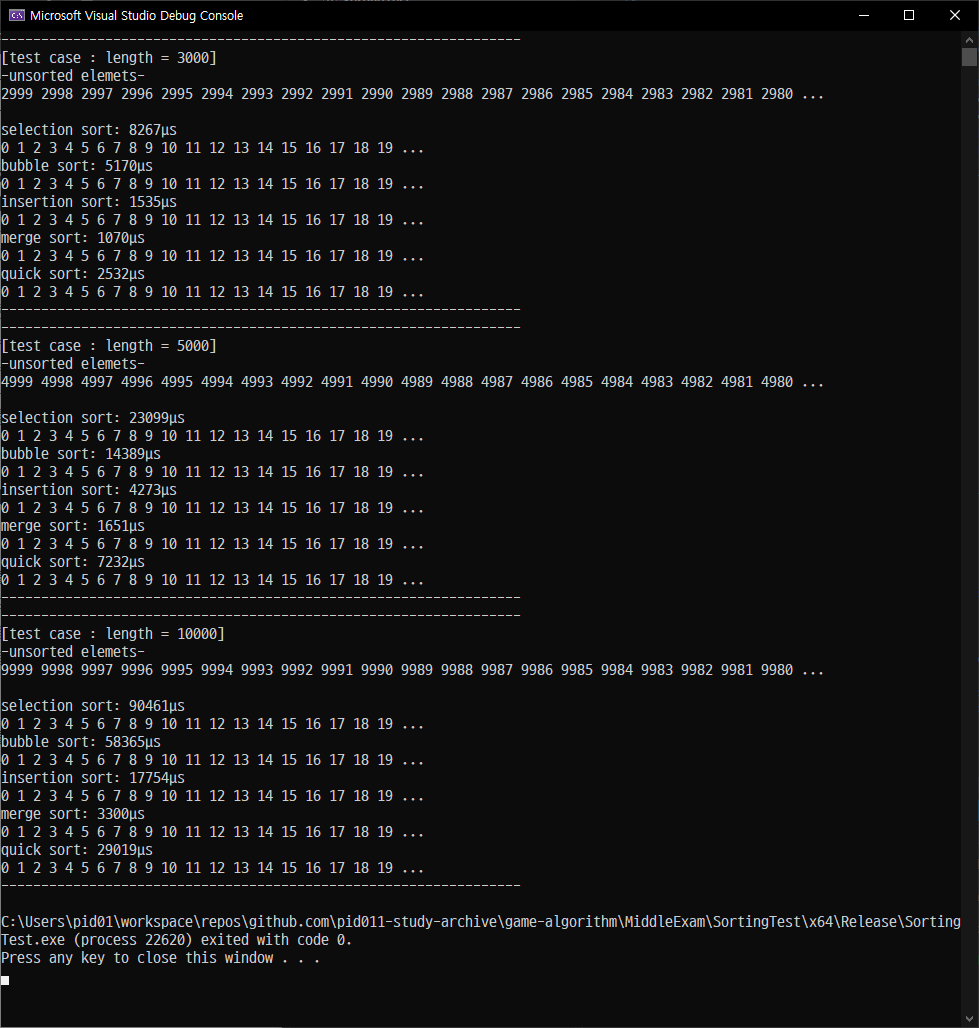 Microsoft Visual Studio Debug Console
-----------------------------------------------------------------
[test case : length = 3000]
-unsorted elemets-
2999 2998 2997 2996 2995 2994 2993 2992 2991 2990 2989 2988 2987 2986 2985 2984 2983 2982 2981 2980 ...
selection sort: 8267µs
0 1 2 3 4 5 6 7 8 9 10 11 12 13 14 15 16 17 18 19 ...
bubble sort: 5170µs
0 1 2 3 4 5 6 7 8 9 10 11 12 13 14 15 16 17 18 19 ...
insertion sort: 1535µs
0 1 2 3 4 5 6 7 8 9 10 11 12 13 14 15 16 17 18 19 ...
merge sort: 1070µs
0 1 2 3 4 5 6 7 8 9 10 11 12 13 14 15 16 17 18 19 ...
quick sort: 2532µs
0 1 2 3 4 5 6 7 8 9 10 11 12 13 14 15 16 17 18 19 ...
-----------------------------------------------------------------
-----------------------------------------------------------------
[test case : length = 5000]
-unsorted elemets-
4999 4998 4997 4996 4995 4994 4993 4992 4991 4990 4989 4988 4987 4986 4985 4984 4983 4982 4981 4980 ...
selection sort: 23099µs
0 1 2 3 4 5 6 7 8 9 10 11 12 13 14 15 16 17 18 19 ...
bubble sort: 14389µs
0 1 2 3 4 5 6 7 8 9 10 11 12 13 14 15 16 17 18 19 ...
insertion sort: 4273µs
0 1 2 3 4 5 6 7 8 9 10 11 12 13 14 15 16 17 18 19 ...
merge sort: 1651µs
0 1 2 3 4 5 6 7 8 9 10 11 12 13 14 15 16 17 18 19 ...
quick sort: 7232µs
0 1 2 3 4 5 6 7 8 9 10 11 12 13 14 15 16 17 18 19 ...
-----------------------------------------------------------------
-----------------------------------------------------------------
[test case : length = 10000]
-unsorted elemets-
9999 9998 9997 9996 9995 9994 9993 9992 9991 9990 9989 9988 9987 9986 9985 9984 9983 9982 9981 9980 ...
selection sort: 90461µs
0 1 2 3 4 5 6 7 8 9 10 11 12 13 14 15 16 17 18 19 ...
bubble sort: 58365µs
0 1 2 3 4 5 6 7 8 9 10 11 12 13 14 15 16 17 18 19 ...
insertion sort: 17754µs
0 1 2 3 4 5 6 7 8 9 10 11 12 13 14 15 16 17 18 19 ...
merge sort: 3300µs
0 1 2 3 4 5 6 7 8 9 10 11 12 13 14 15 16 17 18 19 ...
quick sort: 29019µs
0 1 2 3 4 5 6 7 8 9 10 11 12 13 14 15 16 17 18 19 ...
-----------------------------------------------------------------
C:\Users\pid01\workspace\repos\github.com\pid011-study-archive\game-algorithm\MiddleExam\SortingTest\x64\Release\Sorting
Test.exe (process 22620) exited with code 0.
Press any key to close this window . . .